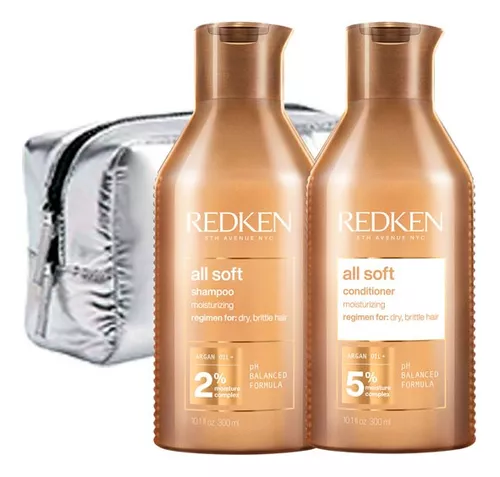 REDKEN
5TH AVENUE NYC
all soft
shampoo
moisturizing
regimen for: dry, brittle hair
ARGAN OIL+
2%
moisture
complex
pH
BALANCED
FORMULA
10.1 fl oz. 300 ml
REDKEN
5TH AVENUE NYC
all soft
conditioner
moisturizing
regimen for: dry, brittle hair
ARGAN OIL+
5%
moisture
complex
pH
BALANCED
FORMULA
10.1 fl oz. 300 ml